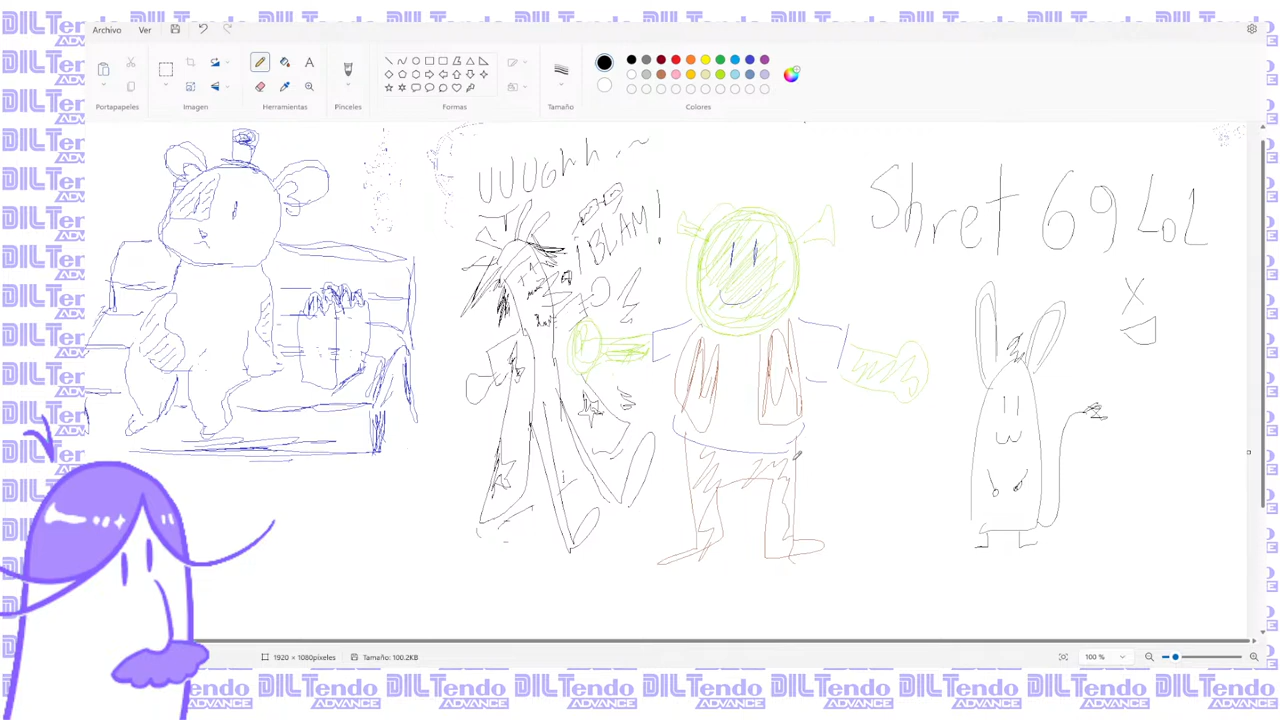 Archivo Ver
Portapapeles
Imagen
Herramientas
Pinceles
Formas
Tamaño
Colores
UUUGhh~~
¡BLAM!
Shret 69 LoL
X
1920 × 1080píxeles
Tamaño: 100.2KB
100 %
DILTendo
ADVANCE